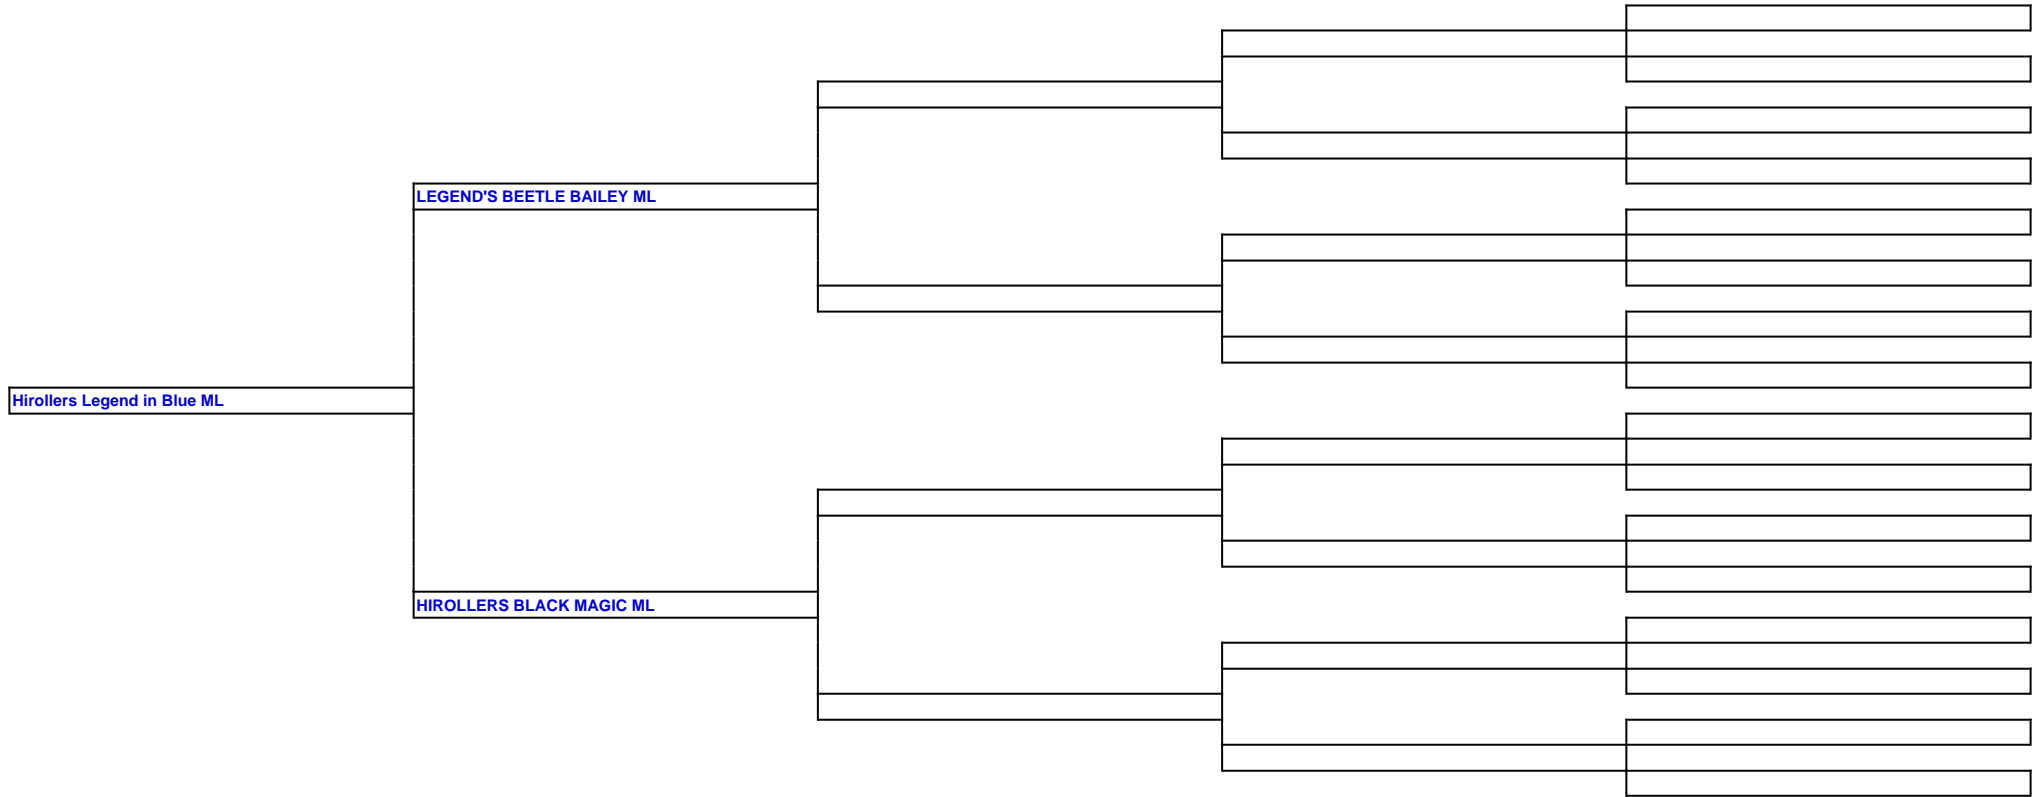 LEGEND'S BEETLE BAILEY ML
Hirollers Legend in Blue ML
HIROLLERS BLACK MAGIC ML